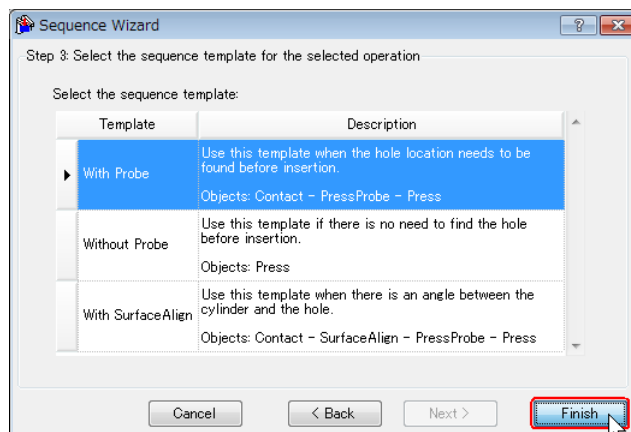 Sequence Wizard
Step 3: Select the sequence template for the selected operation
Select the sequence template:
Template Description
With Probe
Use this template when the hole location needs to be
found before insertion.
Objects: Contact - PressProbe - Press
Without Probe
Use this template if there is no need to find the hole
before insertion.
Objects: Press
With SurfaceAlign
Use this template when there is an angle between the
cylinder and the hole.
Objects: Contact - SurfaceAlign - PressProbe - Press
Cancel < Back Next > Finish